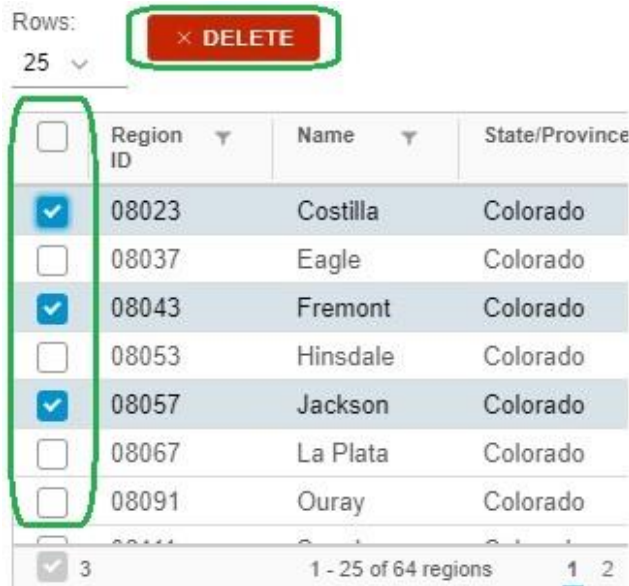 Rows:
× DELETE
25
Region ID Name State/Province
08023 Costilla Colorado
08037 Eagle Colorado
08043 Fremont Colorado
08053 Hinsdale Colorado
08057 Jackson Colorado
08067 La Plata Colorado
08091 Ouray Colorado
3 1 - 25 of 64 regions 1 2